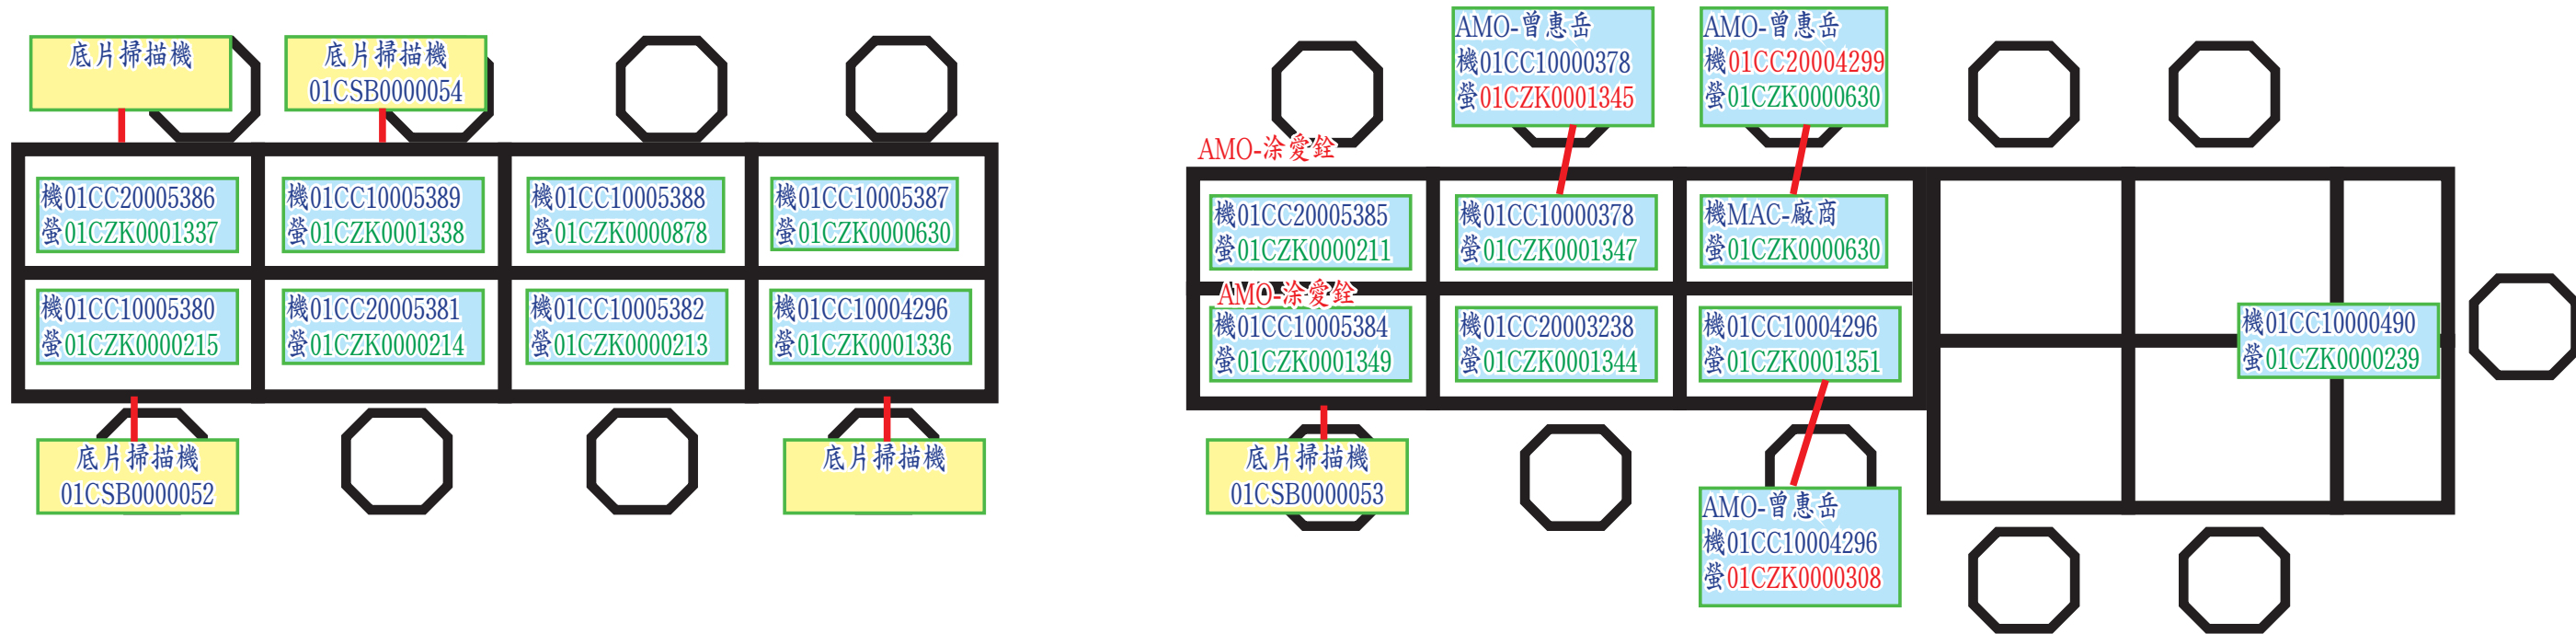 底片掃描機
底片掃描機
01CSB0000054
機01CC20005386
螢01CZK0001337
機01CC10005389
螢01CZK0001338
機01CC10005388
螢01CZK0000878
機01CC10005387
螢01CZK0000630
機01CC10005380
螢01CZK0000215
機01CC20005381
螢01CZK0000214
機01CC10005382
螢01CZK0000213
機01CC10004296
螢01CZK0001336
底片掃描機
01CSB0000052
底片掃描機
AMO-曾惠岳
機01CC10000378
螢01CZK0001345
AMO-曾惠岳
機01CC20004299
螢01CZK0000630
AMO-涂愛銓
機01CC20005385
螢01CZK0000211
機01CC10000378
螢01CZK0001347
機MAC-廠商
螢01CZK0000630
AMO-涂愛銓
機01CC10005384
螢01CZK0001349
機01CC20003238
螢01CZK0001344
機01CC10004296
螢01CZK0001351
機01CC10000490
螢01CZK0000239
底片掃描機
01CSB0000053
AMO-曾惠岳
機01CC10004296
螢01CZK0000308